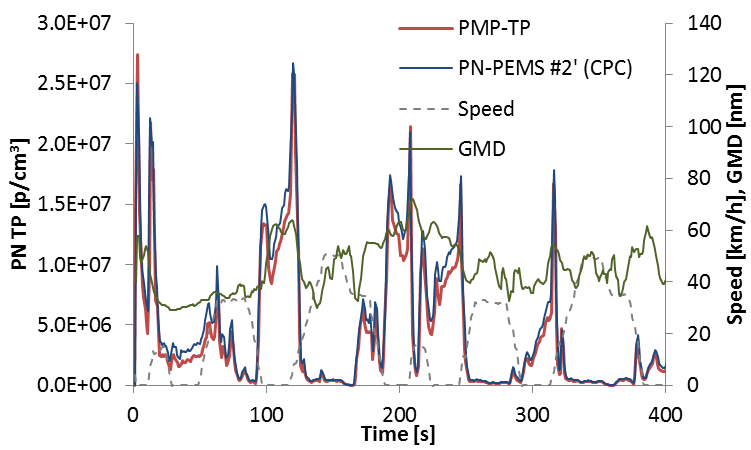 3.0E+07
2.5E+07
2.0E+07
1.5E+07
1.0E+07
5.0E+06
0.0E+00
PN TP [p/cm³]
PMP-TP
PN-PEMS #2' (CPC)
Speed
GMD
140
120
100
80
60
40
20
0
Speed [km/h], GMD [nm]
0 100 200 300 400
Time [s]